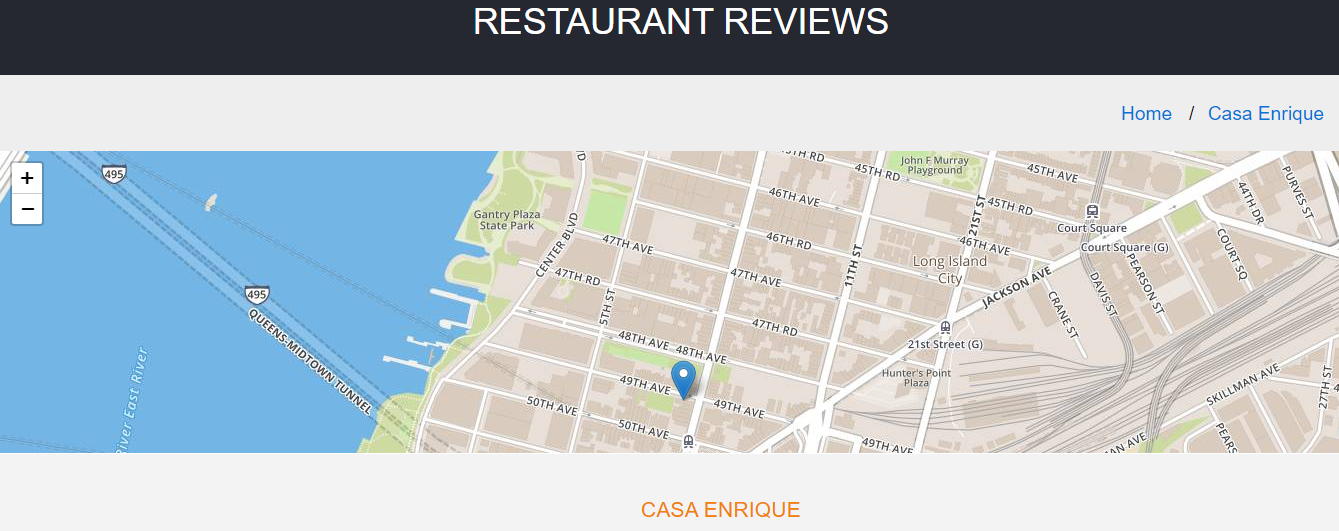 RESTAURANT REVIEWS
Home / Casa Enrique
+
−
495
45TH RD
John F Murray
Playground
45TH AVE
PURVES ST
44TH DR
46TH AVE
45TH RD
21ST ST
Gantry Plaza
State Park
CENTER BLVD
47TH AVE
46TH RD
46TH AVE
Court Square
Court Square (G)
COURT SQ
PEARSON ST
11TH ST
Long Island
City
47TH RD
47TH AVE
JACKSON AVE
DAVIS ST
CRANE ST
495
QUEENS-MIDTOWN TUNNEL
5TH ST
47TH RD
48TH AVE
48TH AVE
21st Street (G)
Hunter's Point
Plaza
River East River
49TH AVE
49TH AVE
50TH AVE
50TH AVE
49TH AVE
SKILLMAN AVE
27TH ST
CASA ENRIQUE